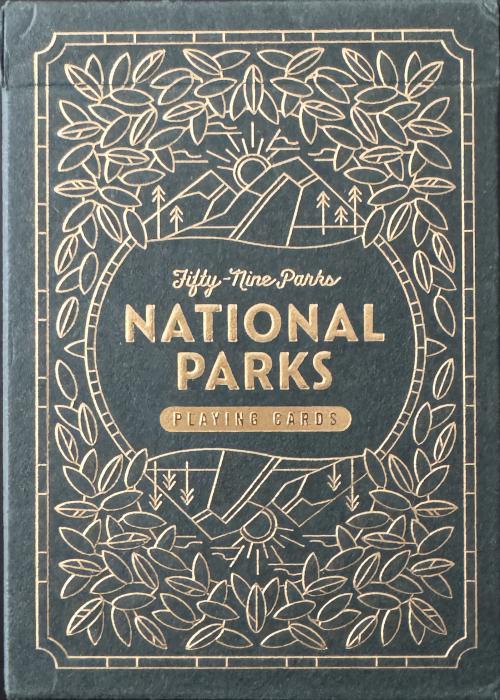 Fifty-Nine Parks
NATIONAL
PARKS
PLAYING CARDS